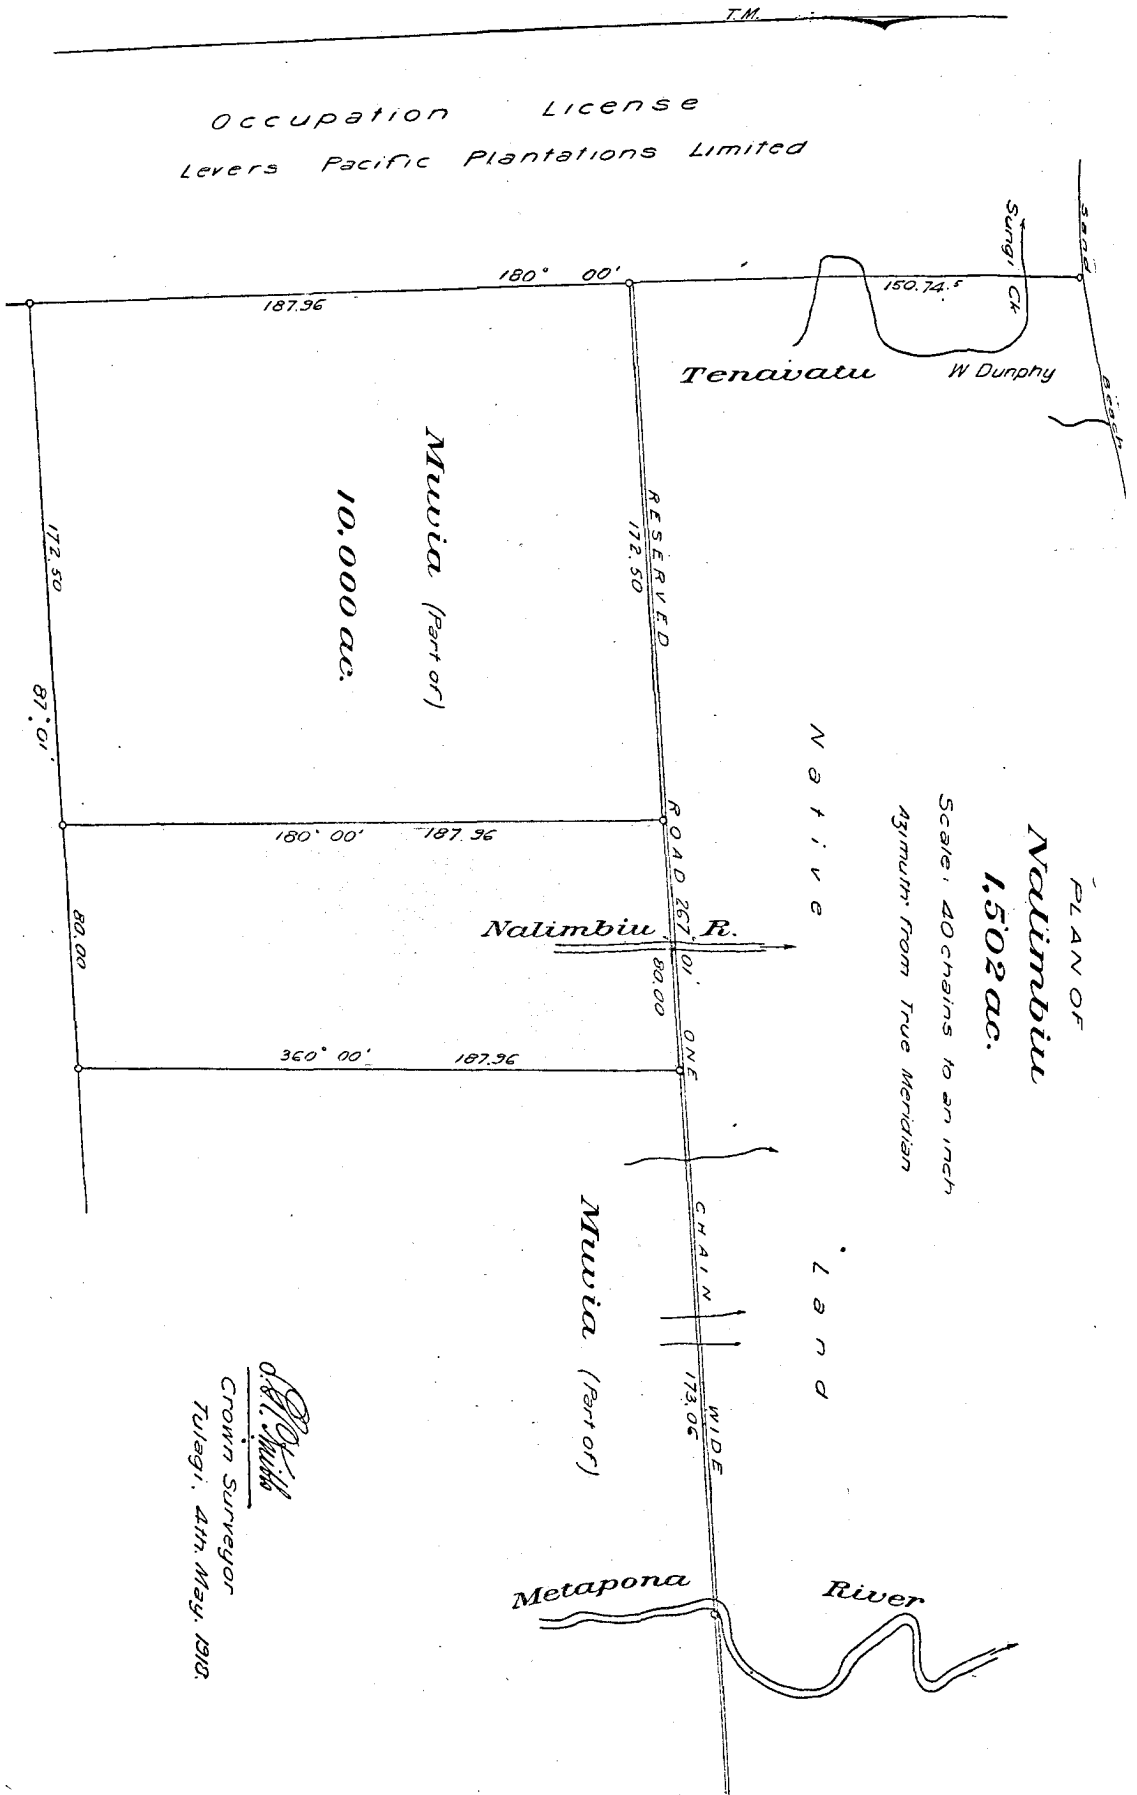 PLAN OF
Nalimbiu
1,502 ac.
Scale: 40 chains to an inch
Azimuth from True Meridian
T.M.
Occupation License
Levers Pacific Plantations Limited
Sand Beach
Sungi Ck
180° 00'
187.96
150.74.5
Tenavatu
W Dunphy
Muvia (Part of)
10,000 ac.
172.50
87° 01'
RESERVED ROAD ONE CHAIN WIDE
172.50
267° 01'
80.00
173.06
Native Land
180° 00' 187.96
Nalimbiu R.
80.00
360° 00' 187.96
Muvia (Part of)
Metapona River
Crown Surveyor
Tulagi, 4th. May, 1918.